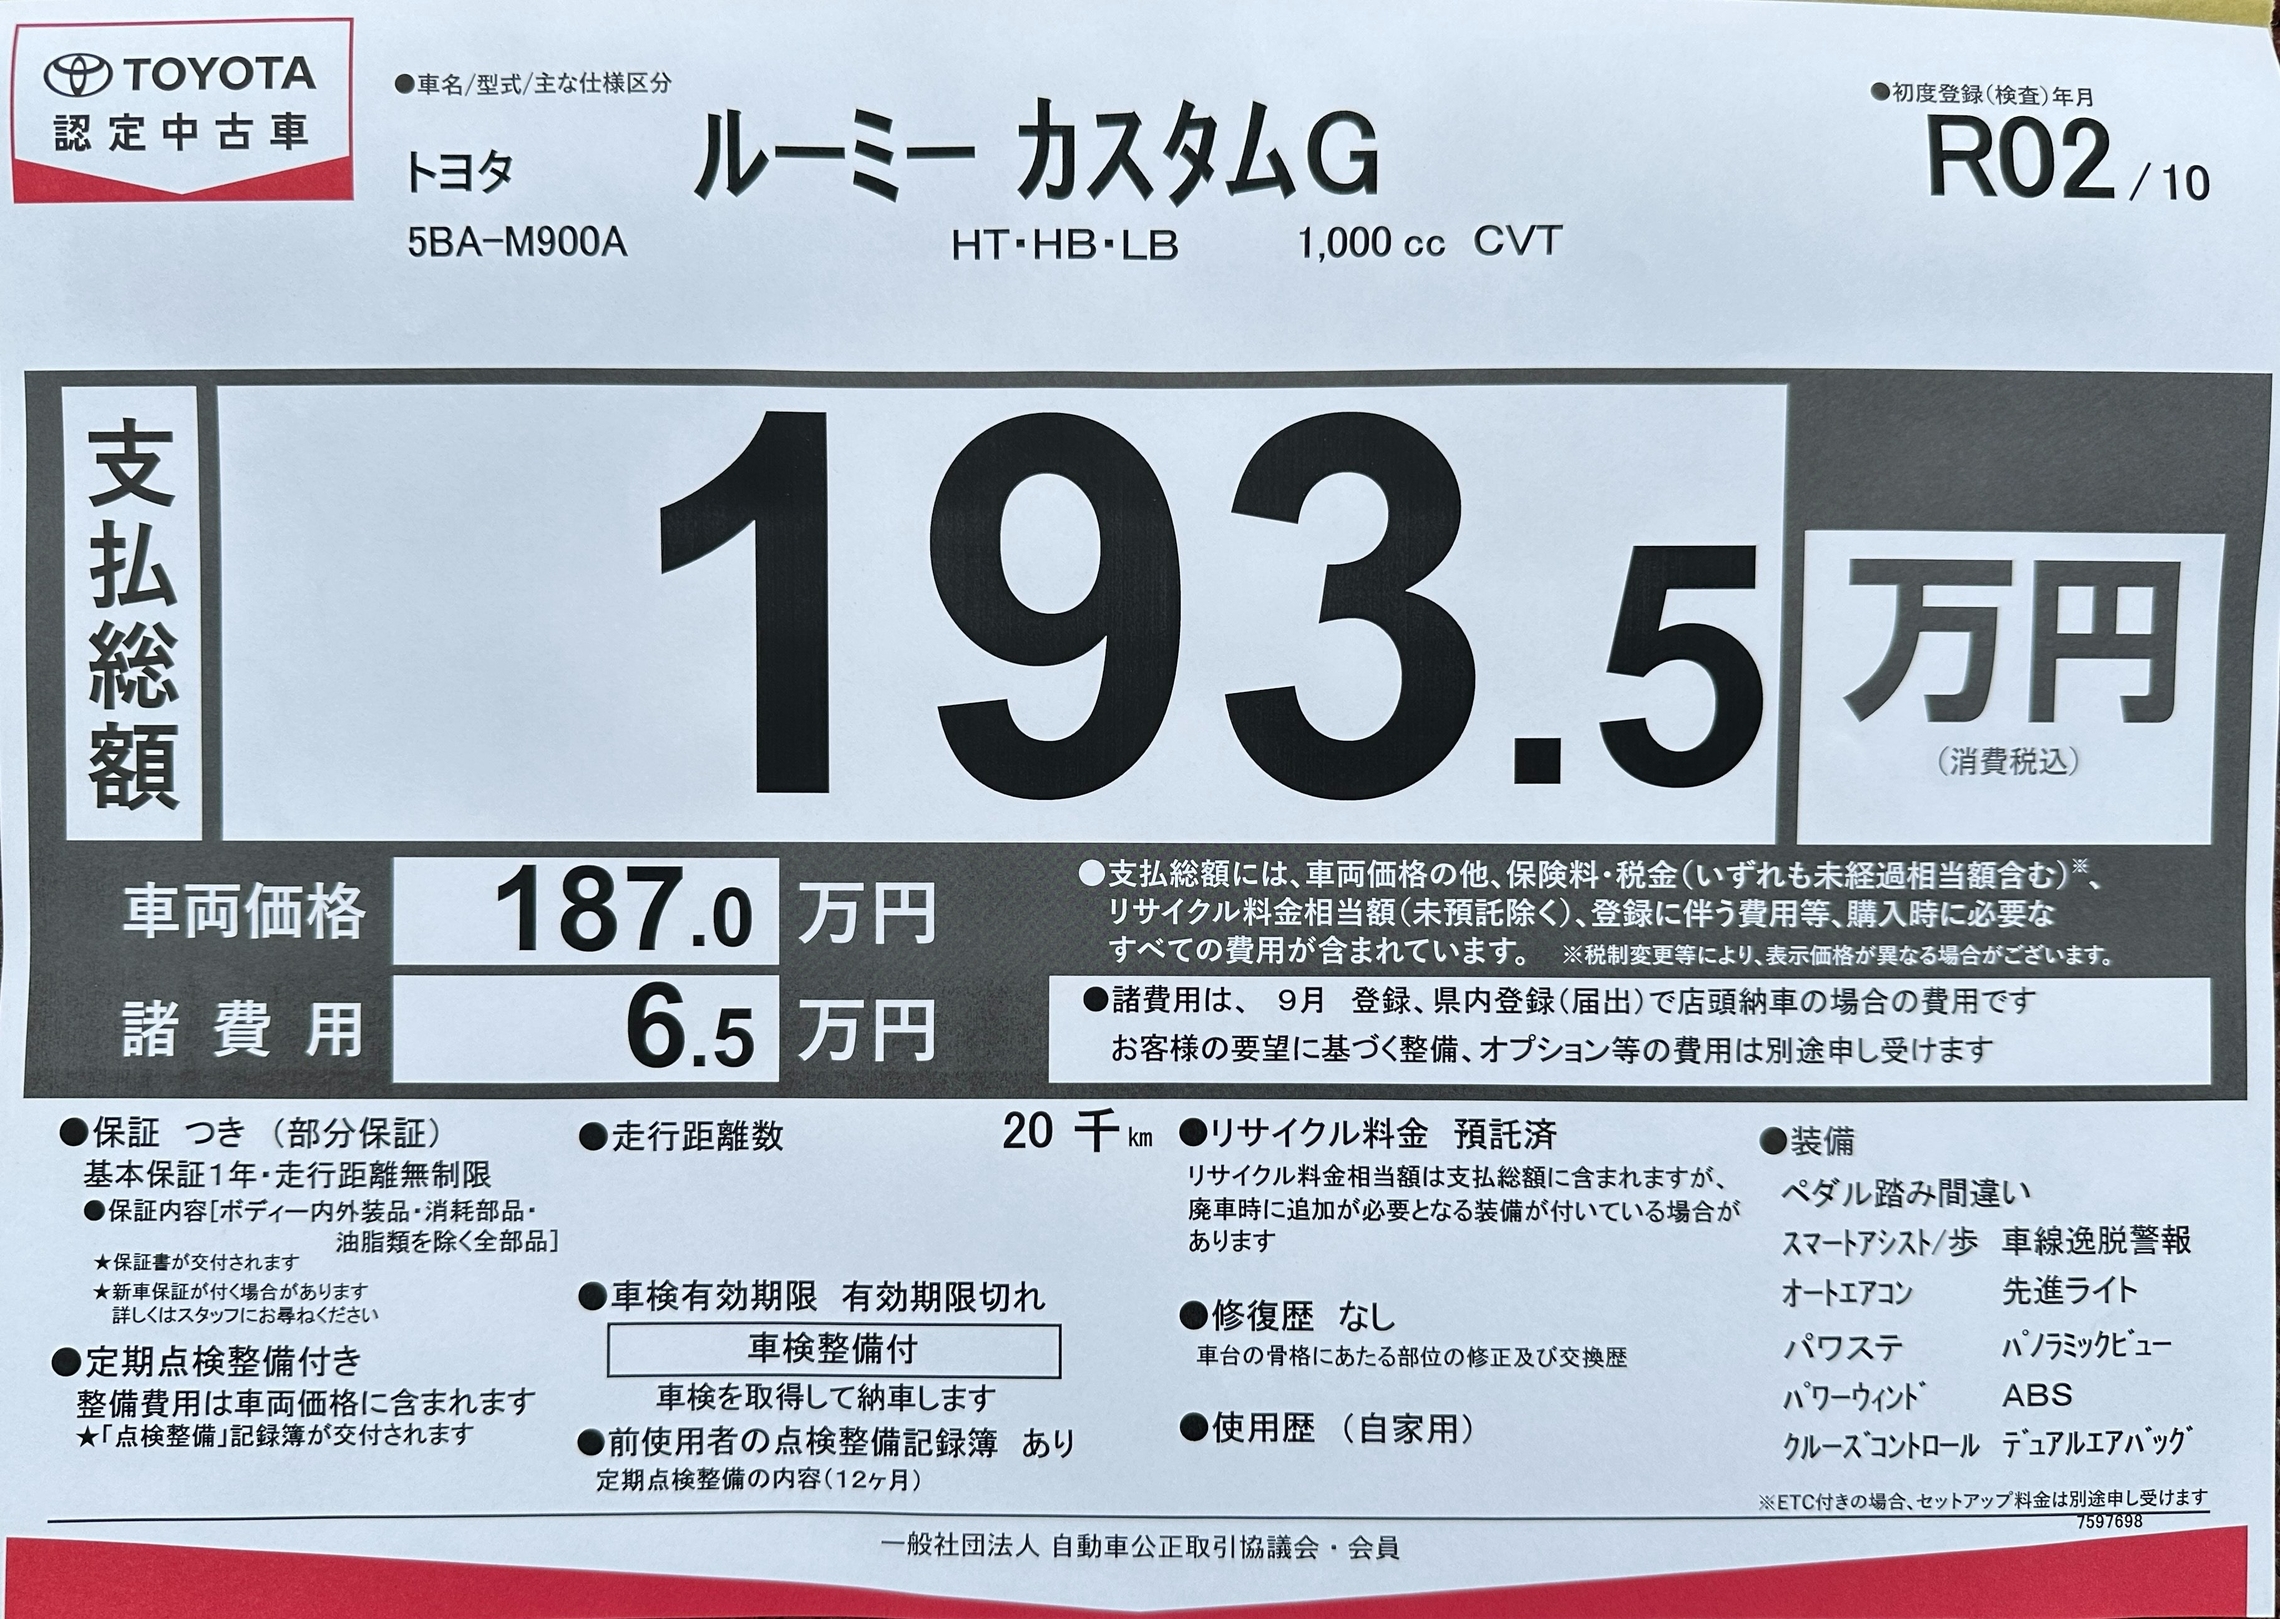 TOYOTA
認定中古車
●車名/型式/主な仕様区分
トヨタ
ルーミー カスタムG
5BA-M900A
HT・HB・LB
1,000 cc CVT
●初度登録(検査)年月
R02/10
支払総額
193.5
万円
(消費税込)
車両価格
187.0
万円
諸費用
6.5
万円
●支払総額には、車両価格の他、保険料・税金(いずれも未経過相当額含む)※、
リサイクル料金相当額(未預託除く)、登録に伴う費用等、購入時に必要な
すべての費用が含まれています。 ※税制変更等により、表示価格が異なる場合がございます。
●諸費用は、 9月 登録、県内登録(届出)で店頭納車の場合の費用です
お客様の要望に基づく整備、オプション等の費用は別途申し受けます
●保証 つき (部分保証)
基本保証1年・走行距離無制限
●保証内容[ボディー内外装品・消耗部品・
油脂類を除く全部品]
★保証書が交付されます
★新車保証が付く場合があります
詳しくはスタッフにお尋ねください
●定期点検整備付き
整備費用は車両価格に含まれます
★「点検整備」記録簿が交付されます
●走行距離数 20 千km
●車検有効期限 有効期限切れ
車検整備付
車検を取得して納車します
●前使用者の点検整備記録簿 あり
定期点検整備の内容(12ヶ月)
●リサイクル料金 預託済
リサイクル料金相当額は支払総額に含まれますが、
廃車時に追加が必要となる装備が付いている場合が
あります
●修復歴 なし
車台の骨格にあたる部位の修正及び交換歴
●使用歴 (自家用)
●装備
ペダル踏み間違い
スマートアシスト/歩 車線逸脱警報
オートエアコン 先進ライト
パワステ パノラミックビュー
パワーウィンド ABS
クルーズコントロール デュアルエアバッグ
※ETC付きの場合、セットアップ料金は別途申し受けます
7597698
一般社団法人 自動車公正取引協議会・会員